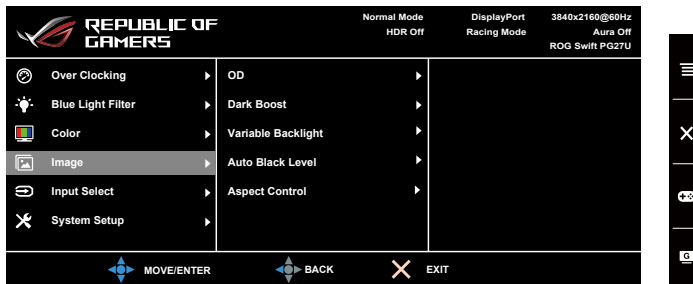 REPUBLIC OF
GAMERS
Normal Mode
HDR Off
DisplayPort
Racing Mode
3840x2160@60Hz
Aura Off
ROG Swift PG27U
Over Clocking
Blue Light Filter
Color
Image
Input Select
System Setup
OD
Dark Boost
Variable Backlight
Auto Black Level
Aspect Control
MOVE/ENTER
BACK
EXIT
G